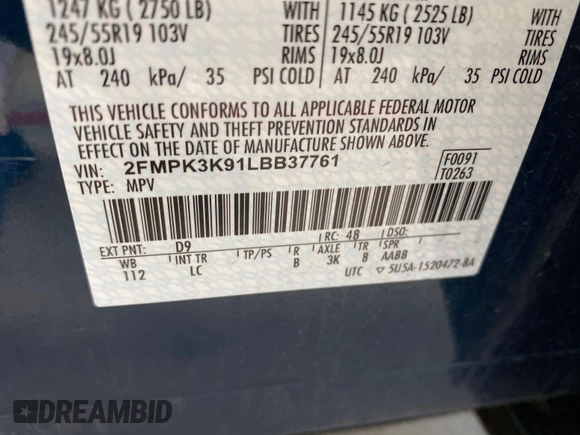 1247 KG ( 2750 LB) WITH 1145 KG ( 2525 LB) WITH
245/55R19 103V TIRES 245/55R19 103V TIRES
19x8.0J RIMS 19x8.0J RIMS
AT 240 kPa/ 35 PSI COLD AT 240 kPa/ 35 PSI COLD
THIS VEHICLE CONFORMS TO ALL APPLICABLE FEDERAL MOTOR
VEHICLE SAFETY AND THEFT PREVENTION STANDARDS IN
EFFECT ON THE DATE OF MANUFACTURE SHOWN ABOVE.
VIN: 2FMPK3K91LBB37761 F0091
TYPE: MPV T0263
EXT PNT: D9 RC: 48 DSO:
WB INT TR TP/PS R AXLE TR SPR
112 LC B 3K B AABB
UTC 5U5A-1520472-BA
DREAMBID